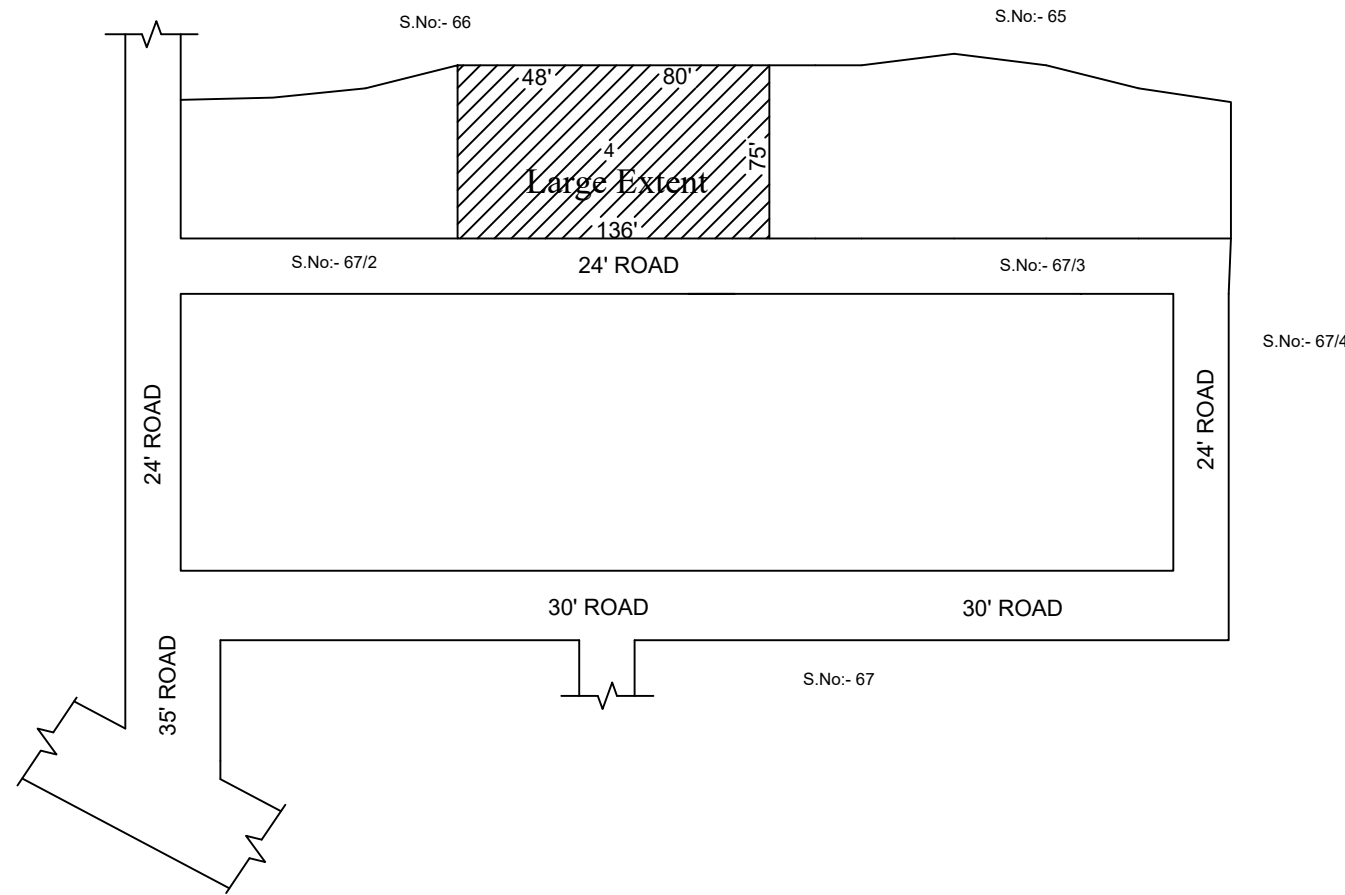 S.No:- 66
S.No:- 65
48'
80'
4
75'
Large Extent
136'
S.No:- 67/2
24' ROAD
S.No:- 67/3
S.No:- 67/4
24' ROAD
24' ROAD
30' ROAD
30' ROAD
35' ROAD
S.No:- 67